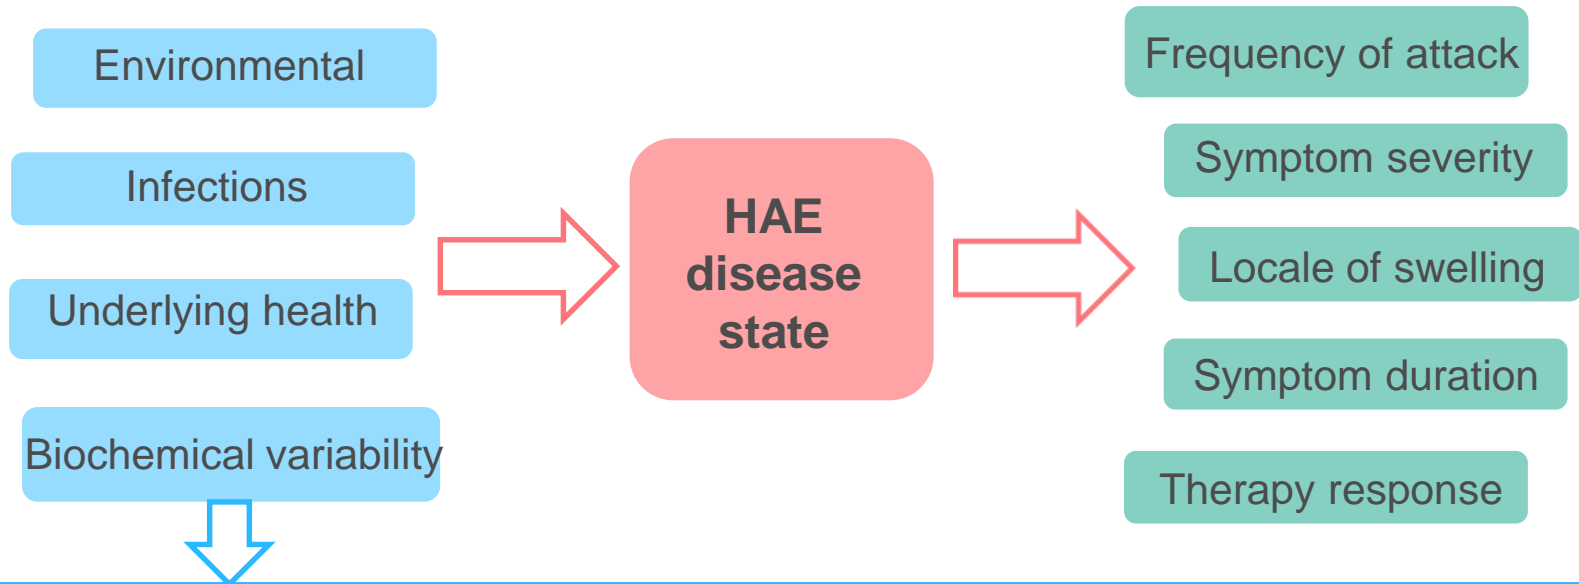 Environmental
Infections
Underlying health
Biochemical variability
HAE
disease
state
Frequency of attack
Symptom severity
Locale of swelling
Symptom duration
Therapy response